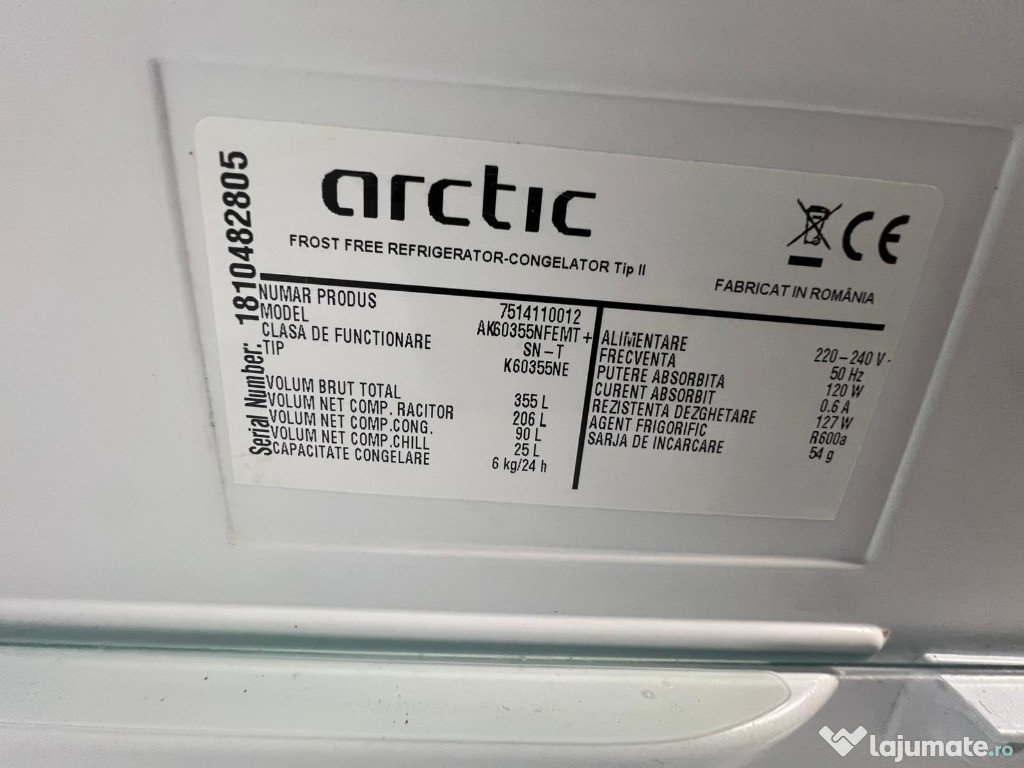 arctic
FROST FREE REFRIGERATOR-CONGELATOR Tip II
CE
FABRICAT IN ROMÂNIA
Serial Number: 1810482805
NUMAR PRODUS 7514110012
MODEL AK60355NFEMT+
CLASA DE FUNCTIONARE SN-T
TIP K60355NE
VOLUM BRUT TOTAL 355 L
VOLUM NET COMP. RACITOR 206 L
VOLUM NET COMP.CONG. 90 L
VOLUM NET COMP.CHILL 25 L
CAPACITATE CONGELARE 6 kg/24 h
ALIMENTARE 220-240 V-
FRECVENTA 50 Hz
PUTERE ABSORBITA 120 W
CURENT ABSORBIT 0.6 A
REZISTENTA DEZGHETARE 127 W
AGENT FRIGORIFIC R600a
SARJA DE INCARCARE 54 g
lajumate.ro